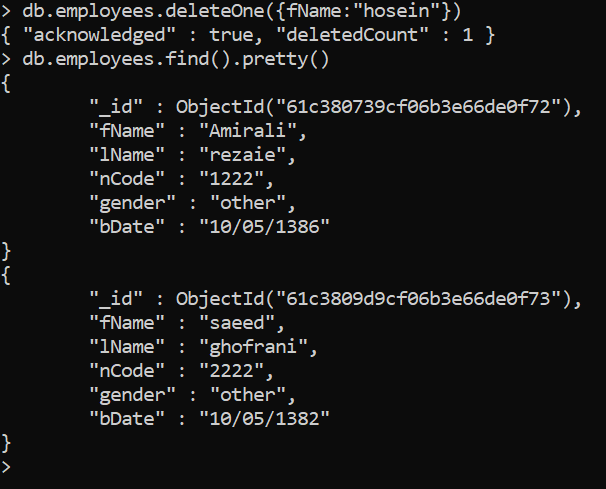 > db.employees.deleteOne({fName:"hosein"})
{ "acknowledged" : true, "deletedCount" : 1 }
> db.employees.find().pretty()
{
        "_id" : ObjectId("61c380739cf06b3e66de0f72"),
        "fName" : "Amirali",
        "lName" : "rezaie",
        "nCode" : "1222",
        "gender" : "other",
        "bDate" : "10/05/1386"
}
{
        "_id" : ObjectId("61c3809d9cf06b3e66de0f73"),
        "fName" : "saeed",
        "lName" : "ghofrani",
        "nCode" : "2222",
        "gender" : "other",
        "bDate" : "10/05/1382"
}
>